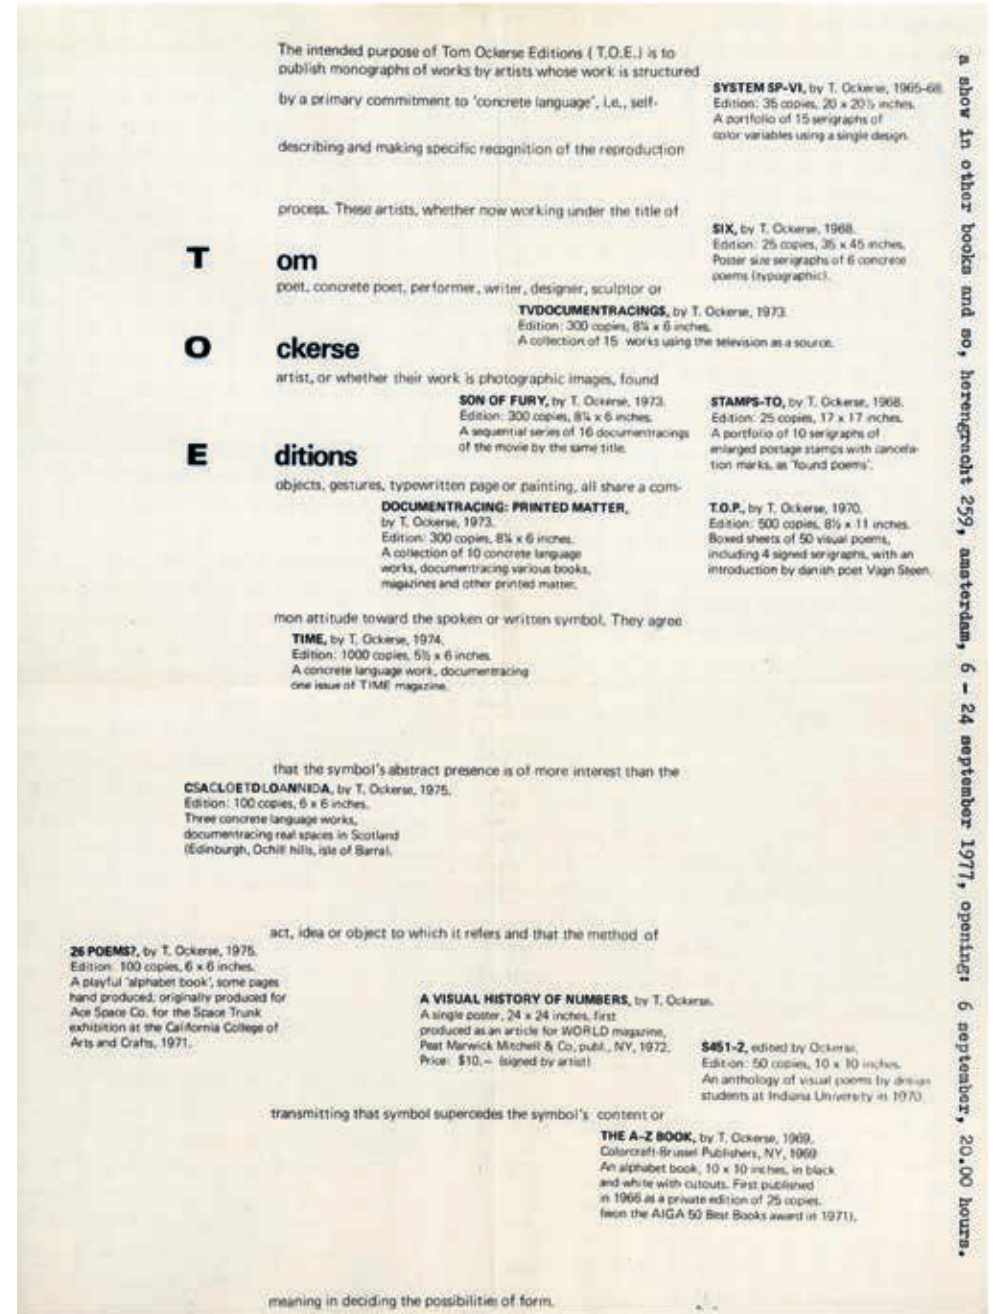 The intended purpose of Tom Ockerse Editions ( T.O.E.) is to
publish monographs of works by artists whose work is structured
by a primary commitment to 'concrete language', i.e., self-
describing and making specific recognition of the reproduction
process. These artists, whether now working under the title of
T om
poet, concrete poet, performer, writer, designer, sculptor or
O ckerse
artist, or whether their work is photographic images, found
E ditions
objects, gestures, typewritten page or painting, all share a com-
mon attitude toward the spoken or written symbol. They agree
that the symbol's abstract presence is of more interest than the
act, idea or object to which it refers and that the method of
transmitting that symbol supercedes the symbol's content or
meaning in deciding the possibilities of form.
SYSTEM SP-VI, by T. Ockerse, 1965-68.
Edition: 35 copies, 20 x 20½ inches.
A portfolio of 15 serigraphs of
color variables using a single design.
SIX, by T. Ockerse, 1968.
Edition: 25 copies, 35 x 45 inches.
Poster size serigraphs of 6 concrete
poems (typographic).
TVDOCUMENTRACINGS, by T. Ockerse, 1973.
Edition: 300 copies, 8¼ x 6 inches.
A collection of 15 works using the television as a source.
SON OF FURY, by T. Ockerse, 1973.
Edition: 300 copies, 8¼ x 6 inches.
A sequential series of 16 documentracings
of the movie by the same title.
STAMPS-TO, by T. Ockerse, 1968.
Edition: 25 copies, 17 x 17 inches.
A portfolio of 10 serigraphs of
enlarged postage stamps with cancela-
tion marks, as 'found poems'.
DOCUMENTRACING: PRINTED MATTER,
by T. Ockerse, 1973.
Edition: 300 copies, 8¼ x 6 inches.
A collection of 10 concrete language
works, documentracing various books,
magazines and other printed matter.
T.O.P., by T. Ockerse, 1970.
Edition: 500 copies, 8½ x 11 inches.
Boxed sheets of 50 visual poems,
including 4 signed serigraphs, with an
introduction by danish poet Vagn Steen.
TIME, by T. Ockerse, 1974.
Edition: 1000 copies, 5½ x 6 inches.
A concrete language work, documentracing
one issue of TIME magazine.
CSACLOETDLOANNIDA, by T. Ockerse, 1975.
Edition: 100 copies, 6 x 6 inches.
Three concrete language works,
documentracing real spaces in Scotland
(Edinburgh, Ochill hills, isle of Barra).
26 POEMS?, by T. Ockerse, 1975.
Edition: 100 copies, 6 x 6 inches.
A playful 'alphabet book', some pages
hand produced; originally produced for
Ace Space Co. for the Space Trunk
exhibition at the California College of
Arts and Crafts, 1971.
A VISUAL HISTORY OF NUMBERS, by T. Ockerse.
A single poster, 24 x 24 inches, first
produced as an article for WORLD magazine,
Peat Marwick Mitchell & Co, publ., NY, 1972.
Price: $10.– (signed by artist)
S451-2, edited by Ockerse,
Edition: 50 copies, 10 x 10 inches.
An anthology of visual poems by design
students at Indiana University in 1970.
THE A–Z BOOK, by T. Ockerse, 1969.
Colorcraft-Brussel Publishers, NY, 1969
An alphabet book, 10 x 10 inches, in black
and white with cutouts. First published
in 1966 as a private edition of 25 copies.
(won the AIGA 50 Best Books award in 1971).
a show in other books and so, herengracht 259, amsterdam, 6 - 24 september 1977, opening: 6 september, 20.00 hours.